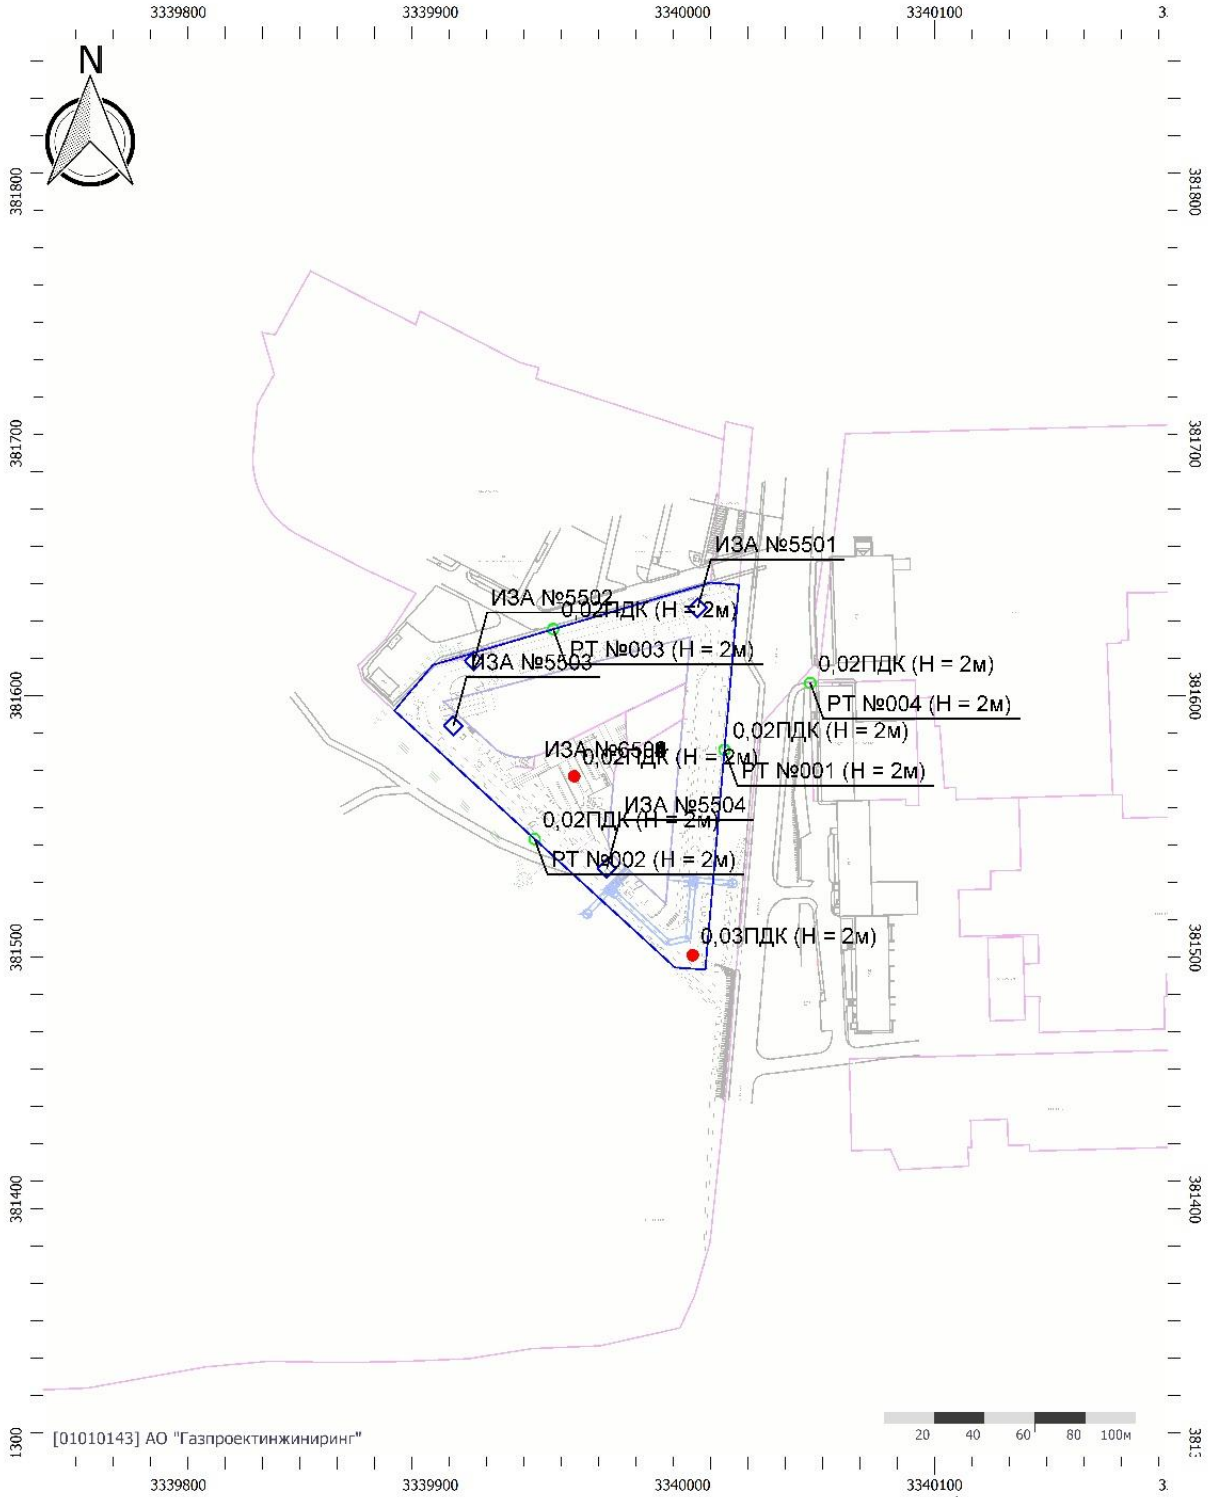 3339800 3339900 3340000 3340100 3.
N
381800 381800
381700 381700
ИЗА №5501
ИЗА №5502
0,02ПДК (Н = 2м)
РТ №003 (Н = 2м)
ИЗА №5503
0,02ПДК (Н = 2м)
381600 381600
РТ №004 (Н = 2м)
0,02ПДК (Н = 2м)
0,02ПДК (Н = 2м)
РТ №001 (Н = 2м)
ИЗА №5504
0,02ПДК (Н = 2м)
РТ №002 (Н = 2м)
0,03ПДК (Н = 2м)
381500 381500
381400 381400
[01010143] АО "Газпроектинжиниринг"
20 40 60 80 100м
3339800 3339900 3340000 3340100 3.